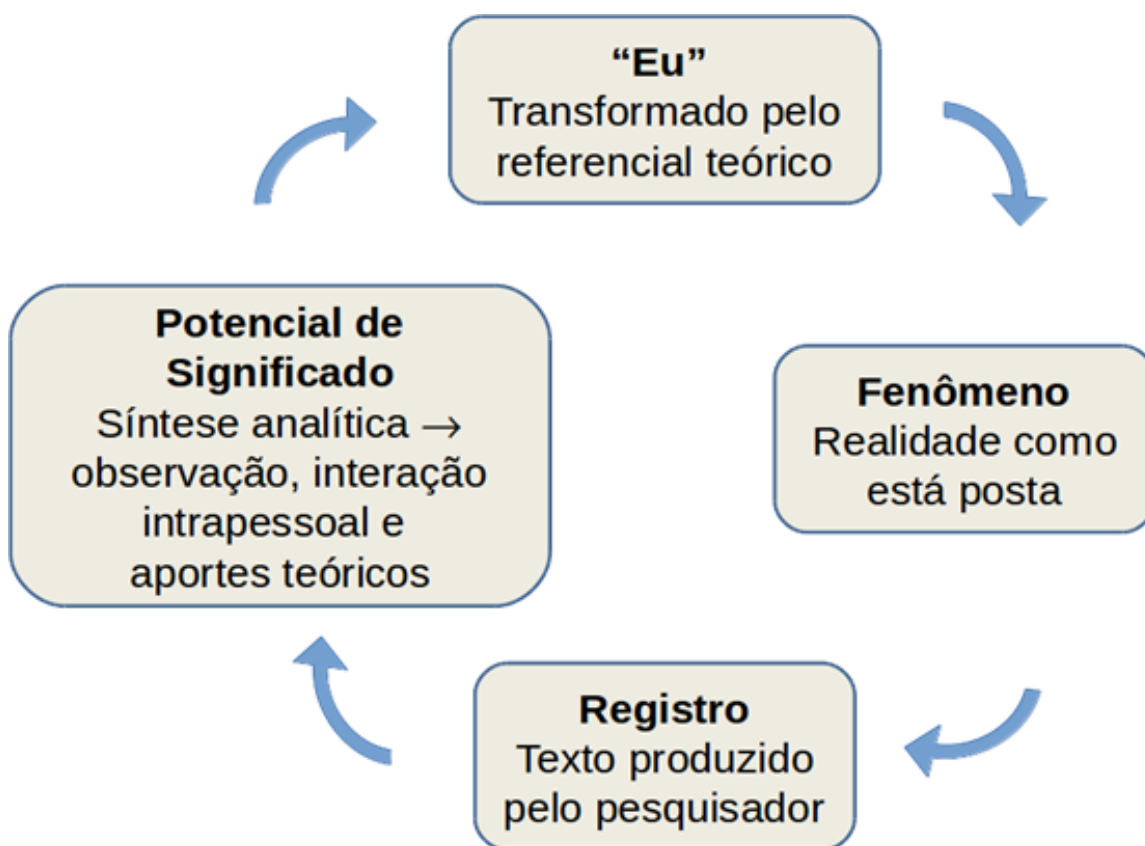 “Eu”
Transformado pelo
referencial teórico
Fenômeno
Realidade como
está posta
Registro
Texto produzido
pelo pesquisador
Potencial de
Significado
Síntese analítica →
observação, interação
intrapessoal e
aportes teóricos